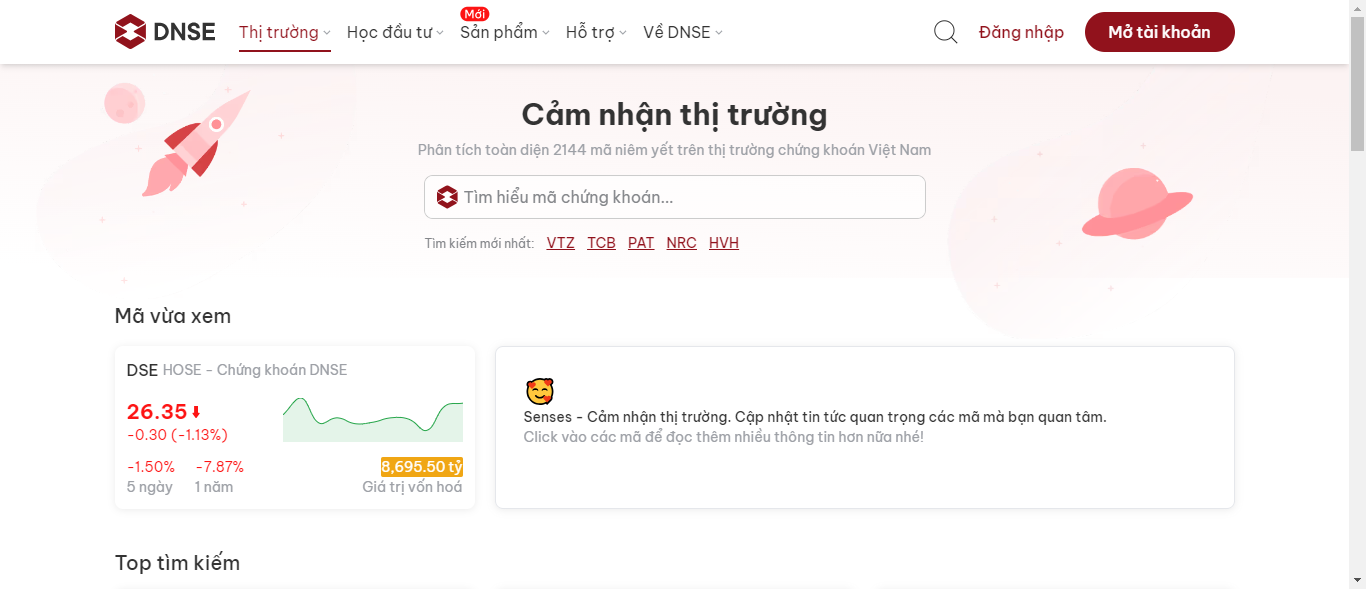 DNSE
Thị trường Học đầu tư Mới Sản phẩm Hỗ trợ Về DNSE
Đăng nhập Mở tài khoản
Cảm nhận thị trường
Phân tích toàn diện 2144 mã niêm yết trên thị trường chứng khoán Việt Nam
Tìm hiểu mã chứng khoán...
Tìm kiếm mới nhất: VTZ TCB PAT NRC HVH
Mã vừa xem
DSE HOSE - Chứng khoán DNSE
26.35
-0.30 (-1.13%)
-1.50% -7.87% 8,695.50 tỷ
5 ngày 1 năm Giá trị vốn hoá
Senses - Cảm nhận thị trường. Cập nhật tin tức quan trọng các mã mà bạn quan tâm.
Click vào các mã để đọc thêm nhiều thông tin hơn nữa nhé!
Top tìm kiếm